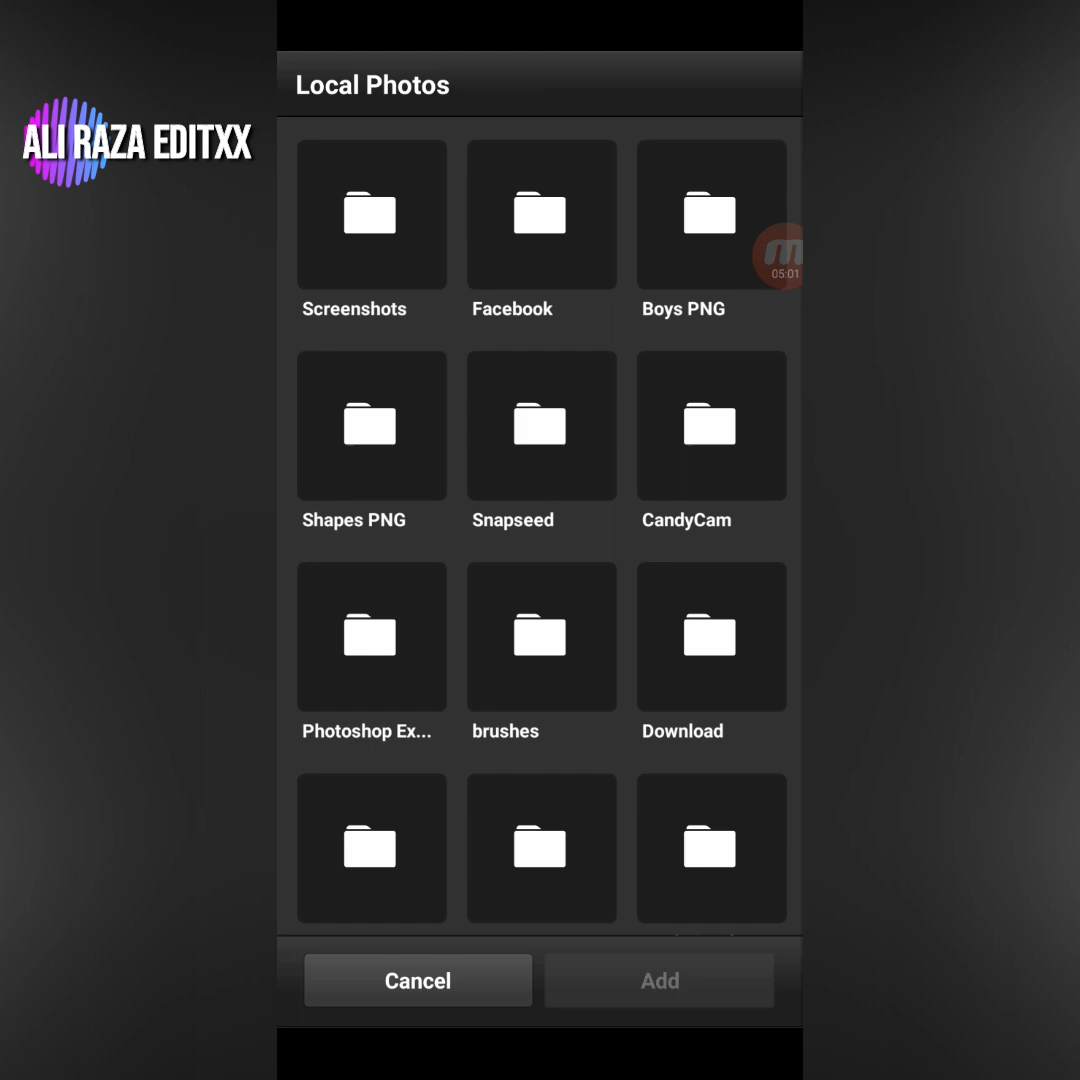 Local Photos
ALI RAZA EDITXX
05:01
Screenshots
Facebook
Boys PNG
Shapes PNG
Snapseed
CandyCam
Photoshop Ex...
brushes
Download
Cancel
Add